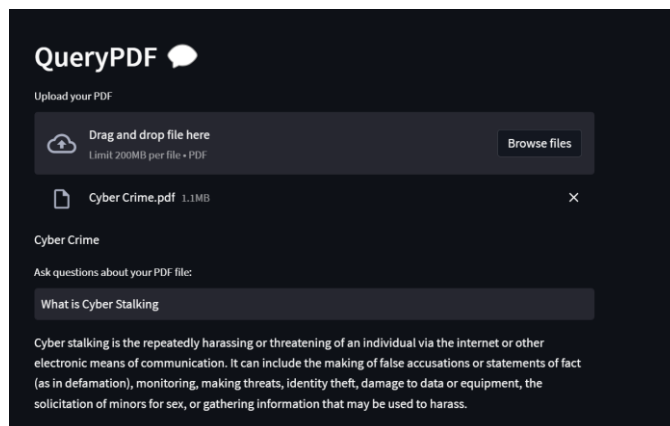 QueryPDF
Upload your PDF
Drag and drop file here
Limit 200MB per file • PDF
Browse files
Cyber Crime.pdf 1.1MB
Cyber Crime
Ask questions about your PDF file:
What is Cyber Stalking
Cyber stalking is the repeatedly harassing or threatening of an individual via the internet or other
electronic means of communication. It can include the making of false accusations or statements of fact
(as in defamation), monitoring, making threats, identity theft, damage to data or equipment, the
solicitation of minors for sex, or gathering information that may be used to harass.